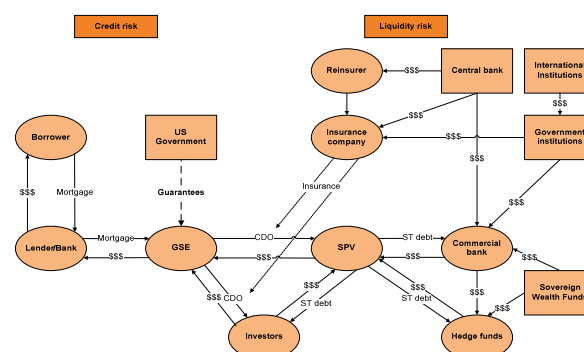 Credit risk
Liquidity risk
Reinsurer
$$$
Central bank
International
Institutions
$$$
$$$
Borrower
US
Government
Insurance
company
$$$
Government
institutions
$$$
$$$
Mortgage
Guarantees
Insurance
$$$
Lender/Bank
Mortgage
$$$
GSE
CDO
$$$
SPV
ST debt
$$$
Commercial
bank
$$$
$$$
CDO
$$$
ST debt
$$$
ST debt
$$$
$$$
$$$
Sovereign
Wealth Funds
Investors
Hedge funds